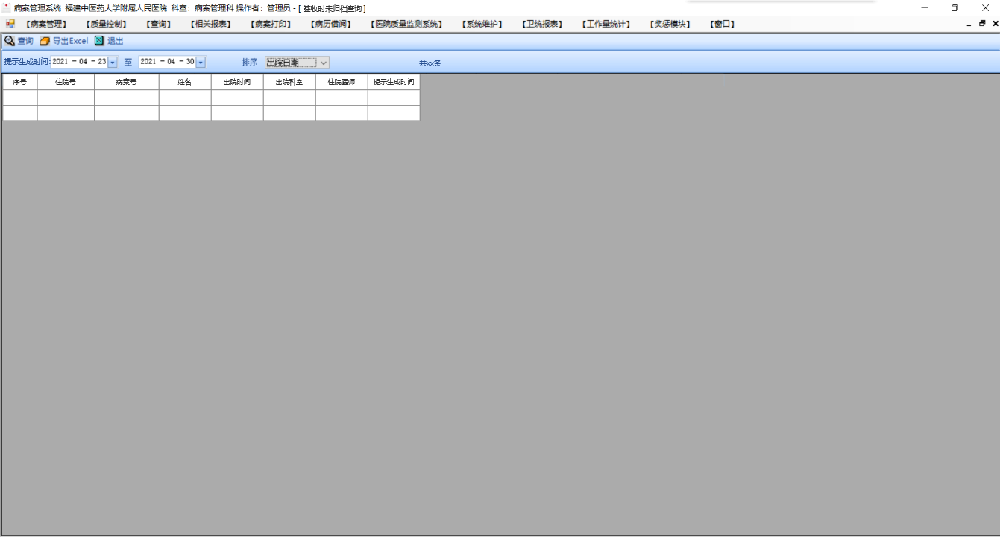 病案管理系统 福建中医药大学附属人民医院 科室：病案管理科 操作者：管理员 - [ 签收时未归档查询]
【病案管理】 【质量控制】 【查询】 【相关报表】 【病案打印】 【病历借阅】 【医院质量监测系统】 【系统维护】 【卫统报表】 【工作量统计】 【奖惩模块】 【窗口】
查询 导出Excel 退出
提示生成时间: 2021 - 04 - 23 至 2021 - 04 - 30 排序 出院日期 共xx条
序号 住院号 病案号 姓名 出院时间 出院科室 住院医师 提示生成时间